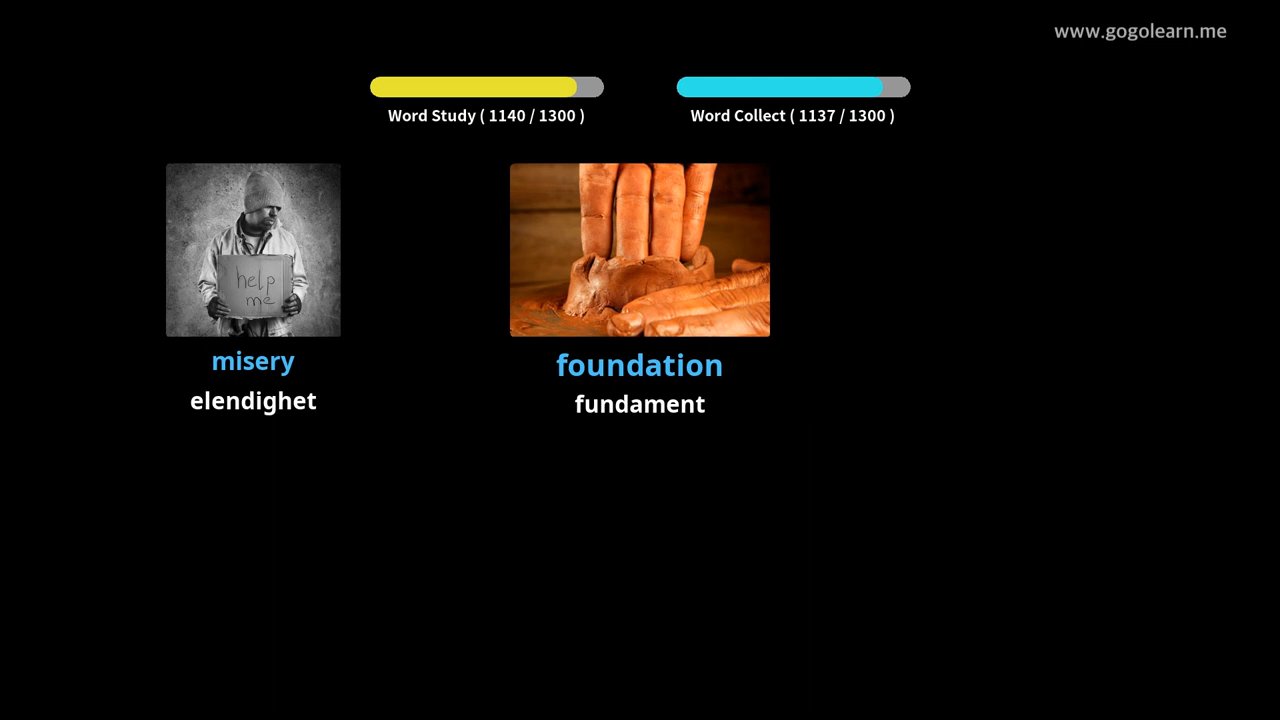 www.gogolearn.me
Word Study ( 1140 / 1300 )
Word Collect ( 1137 / 1300 )
help
me
misery
elendighet
foundation
fundament